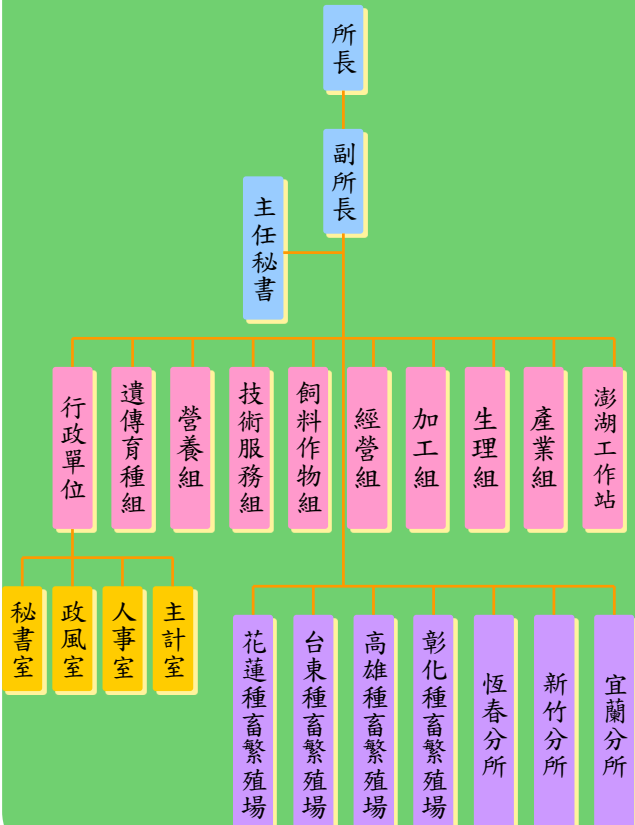 所長
副所長
主任秘書
行政單位
遺傳育種組
營養組
技術服務組
飼料作物組
經營組
加工組
生理組
產業組
澎湖工作站
秘書室
政風室
人事室
主計室
花蓮種畜繁殖場
台東種畜繁殖場
高雄種畜繁殖場
彰化種畜繁殖場
恆春分所
新竹分所
宜蘭分所